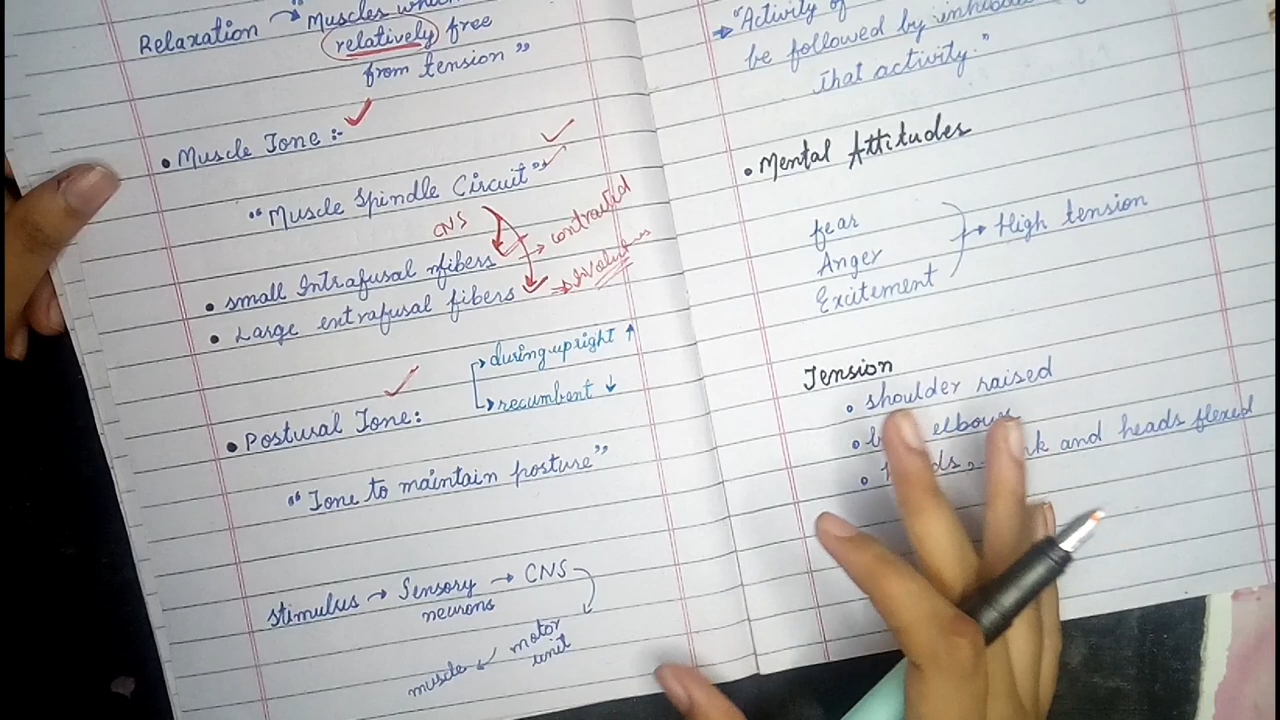 Relaxation → "Muscles
relatively free
from tension"
• Muscle Tone :-
"Muscle Spindle Circuit"
CNS
→ contracted
• small Intrafusal fibers
• Large extrafusal fibers
→ during upright ↑
→ recumbent ↓
• Postural Tone:
"Tone to maintain posture"
stimulus → Sensory → CNS
neurons
motor
unit
muscle
→ "Activity of
be followed by
that activity."
• Mental Attitudes
fear
Anger → High tension
Excitement
Tension
• shoulder raised
• elbows
• and heads flexed